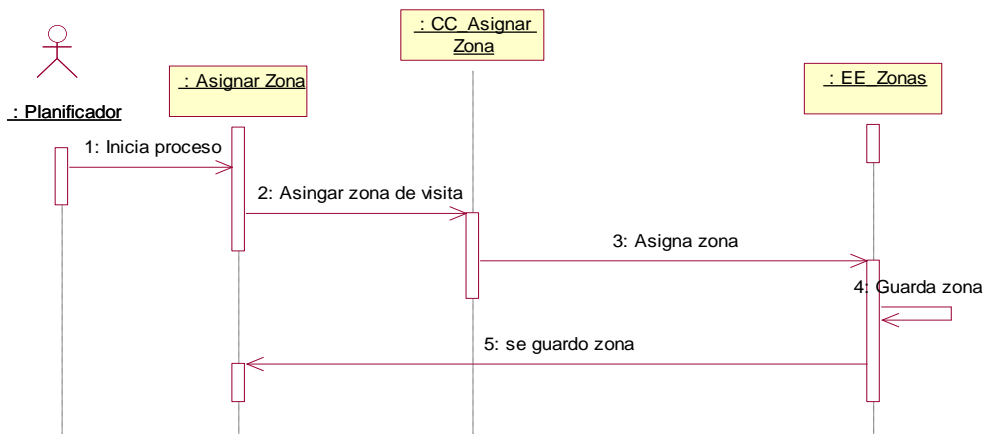 : CC_Asignar
Zona
: Asignar Zona
: EE_Zonas
: Planificador
1: Inicia proceso
2: Asingar zona de visita
3: Asigna zona
4: Guarda zona
5: se guardo zona